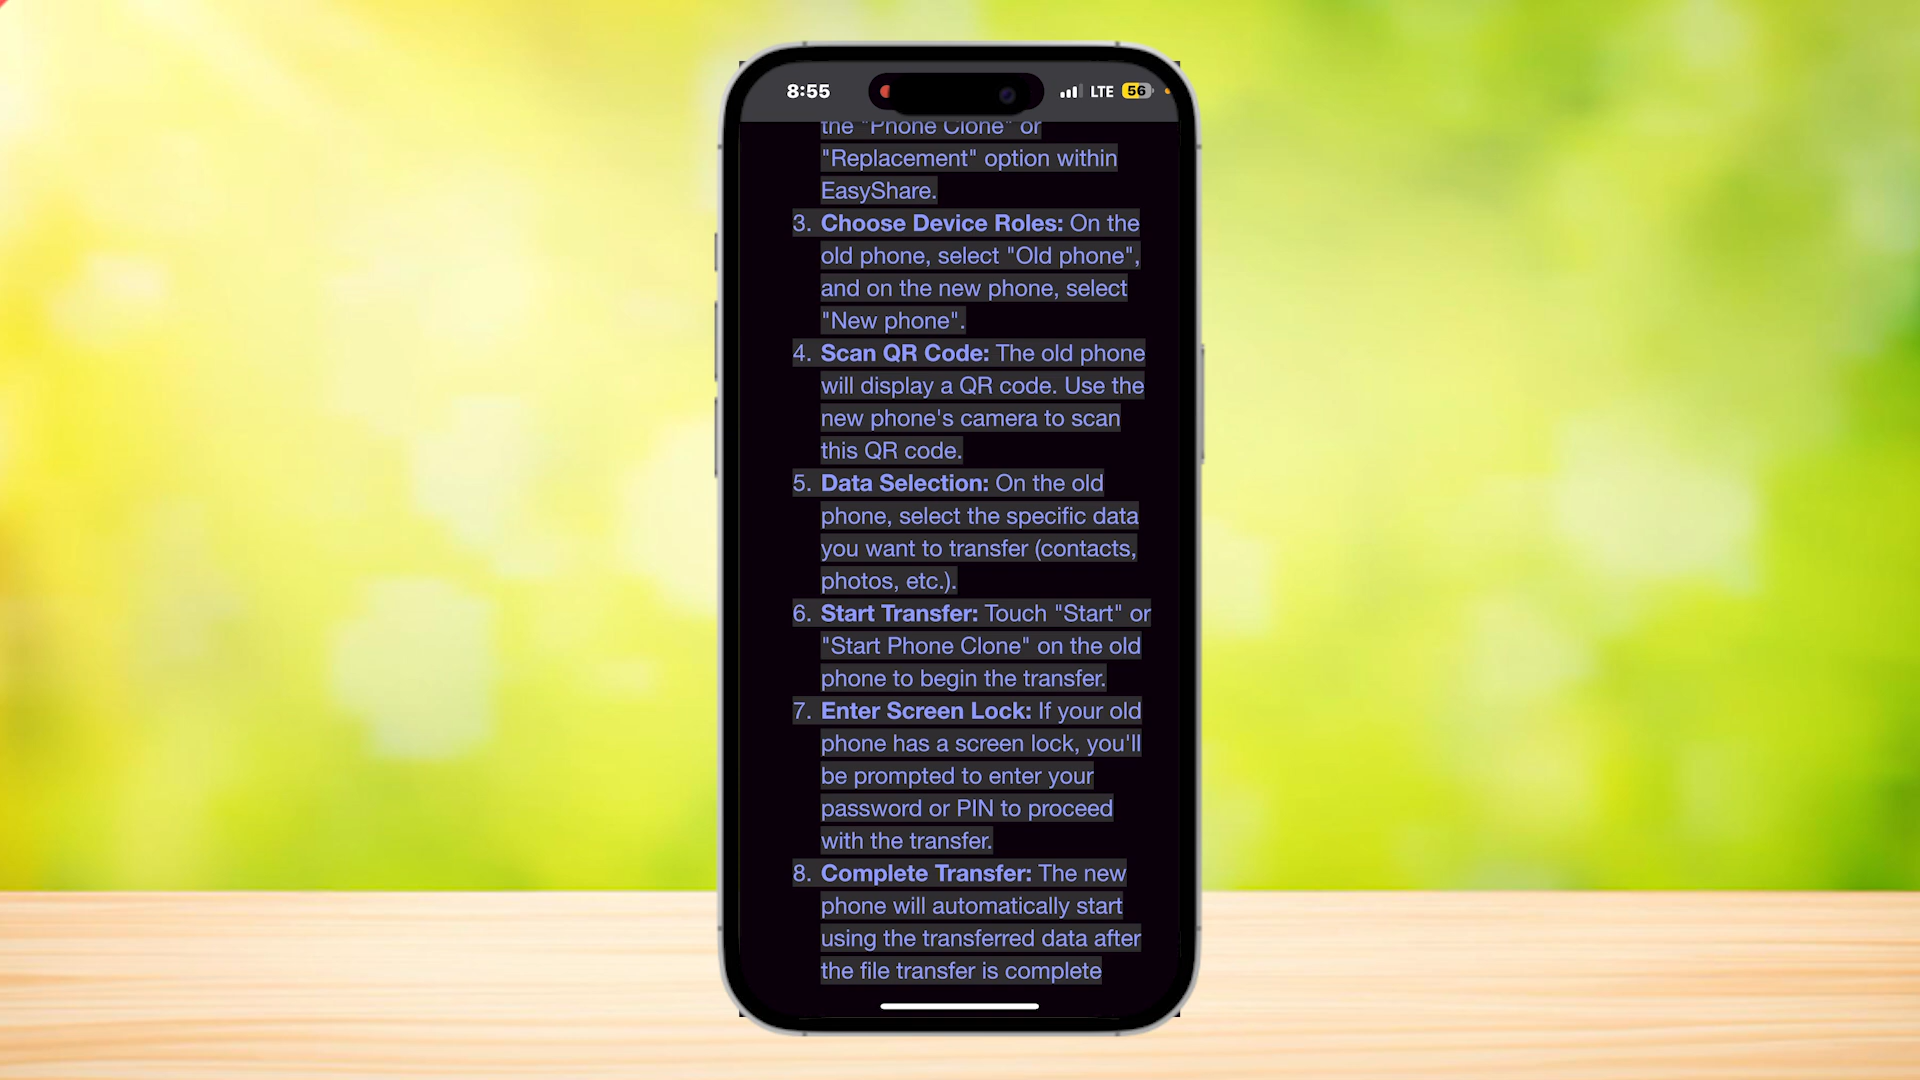 8:55
LTE 56
the "Phone Clone" or
"Replacement" option within
EasyShare.
3. Choose Device Roles: On the
old phone, select "Old phone",
and on the new phone, select
"New phone".
4. Scan QR Code: The old phone
will display a QR code. Use the
new phone's camera to scan
this QR code.
5. Data Selection: On the old
phone, select the specific data
you want to transfer (contacts,
photos, etc.).
6. Start Transfer: Touch "Start" or
"Start Phone Clone" on the old
phone to begin the transfer.
7. Enter Screen Lock: If your old
phone has a screen lock, you'll
be prompted to enter your
password or PIN to proceed
with the transfer.
8. Complete Transfer: The new
phone will automatically start
using the transferred data after
the file transfer is complete